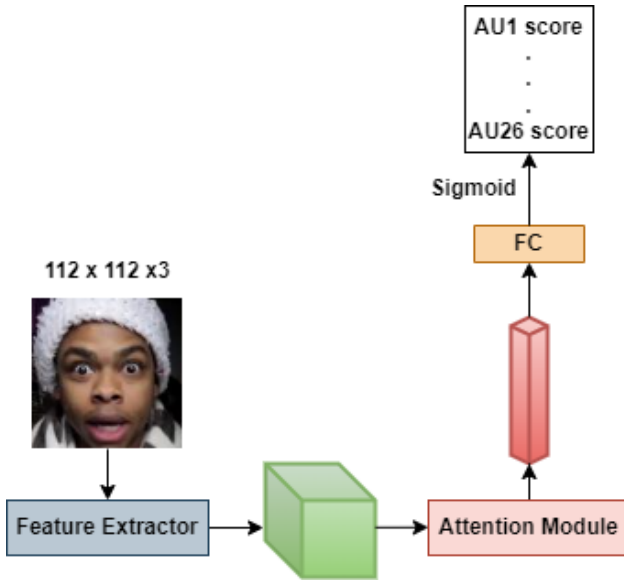 AU1 score
.
.
.
AU26 score
Sigmoid
FC
112 x 112 x3
Feature Extractor
Attention Module